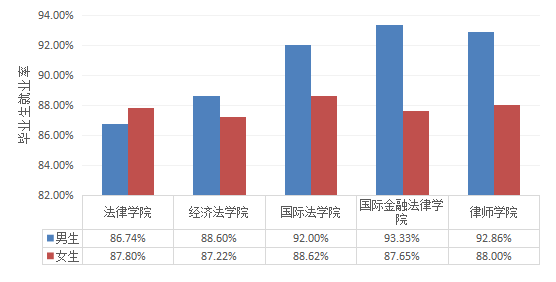 94.00%
92.00%
90.00%
88.00%
86.00%
84.00%
82.00%
毕业生就业率
法律学院 经济法学院 国际法学院 国际金融法律学院 律师学院
男生 86.74% 88.60% 92.00% 93.33% 92.86%
女生 87.80% 87.22% 88.62% 87.65% 88.00%